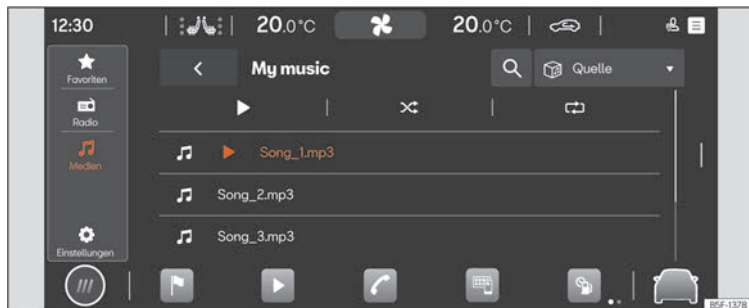 12:30
20.0°C
20.0°C
Favoriten
My music
Quelle
Radio
Medien
Song_1.mp3
Song_2.mp3
Song_3.mp3
Einstellungen
B5F-1378